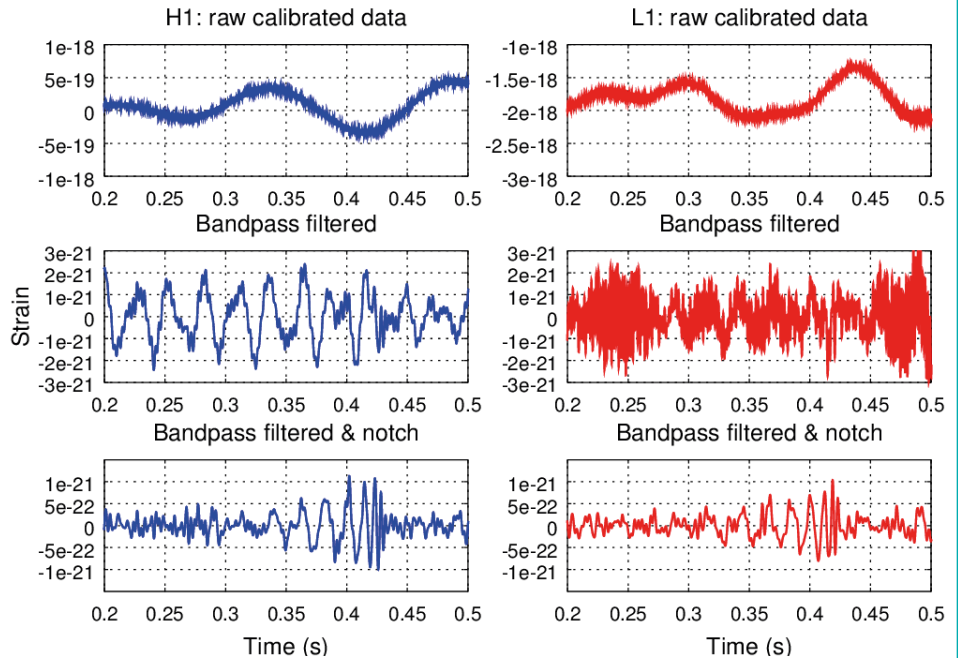 H1: raw calibrated data
1e-18
5e-19
0
-5e-19
-1e-18
0.2 0.25 0.3 0.35 0.4 0.45 0.5
L1: raw calibrated data
-1e-18
-1.5e-18
-2e-18
-2.5e-18
-3e-18
0.2 0.25 0.3 0.35 0.4 0.45 0.5
Strain
Bandpass filtered
3e-21
2e-21
1e-21
0
-1e-21
-2e-21
-3e-21
0.2 0.25 0.3 0.35 0.4 0.45 0.5
Bandpass filtered
3e-21
2e-21
1e-21
0
-1e-21
-2e-21
3e-21
0.2 0.25 0.3 0.35 0.4 0.45 0.5
Bandpass filtered & notch
1e-21
5e-22
0
-5e-22
-1e-21
0.2 0.25 0.3 0.35 0.4 0.45 0.5
Time (s)
Bandpass filtered & notch
1e-21
5e-22
0
-5e-22
-1e-21
0.2 0.25 0.3 0.35 0.4 0.45 0.5
Time (s)